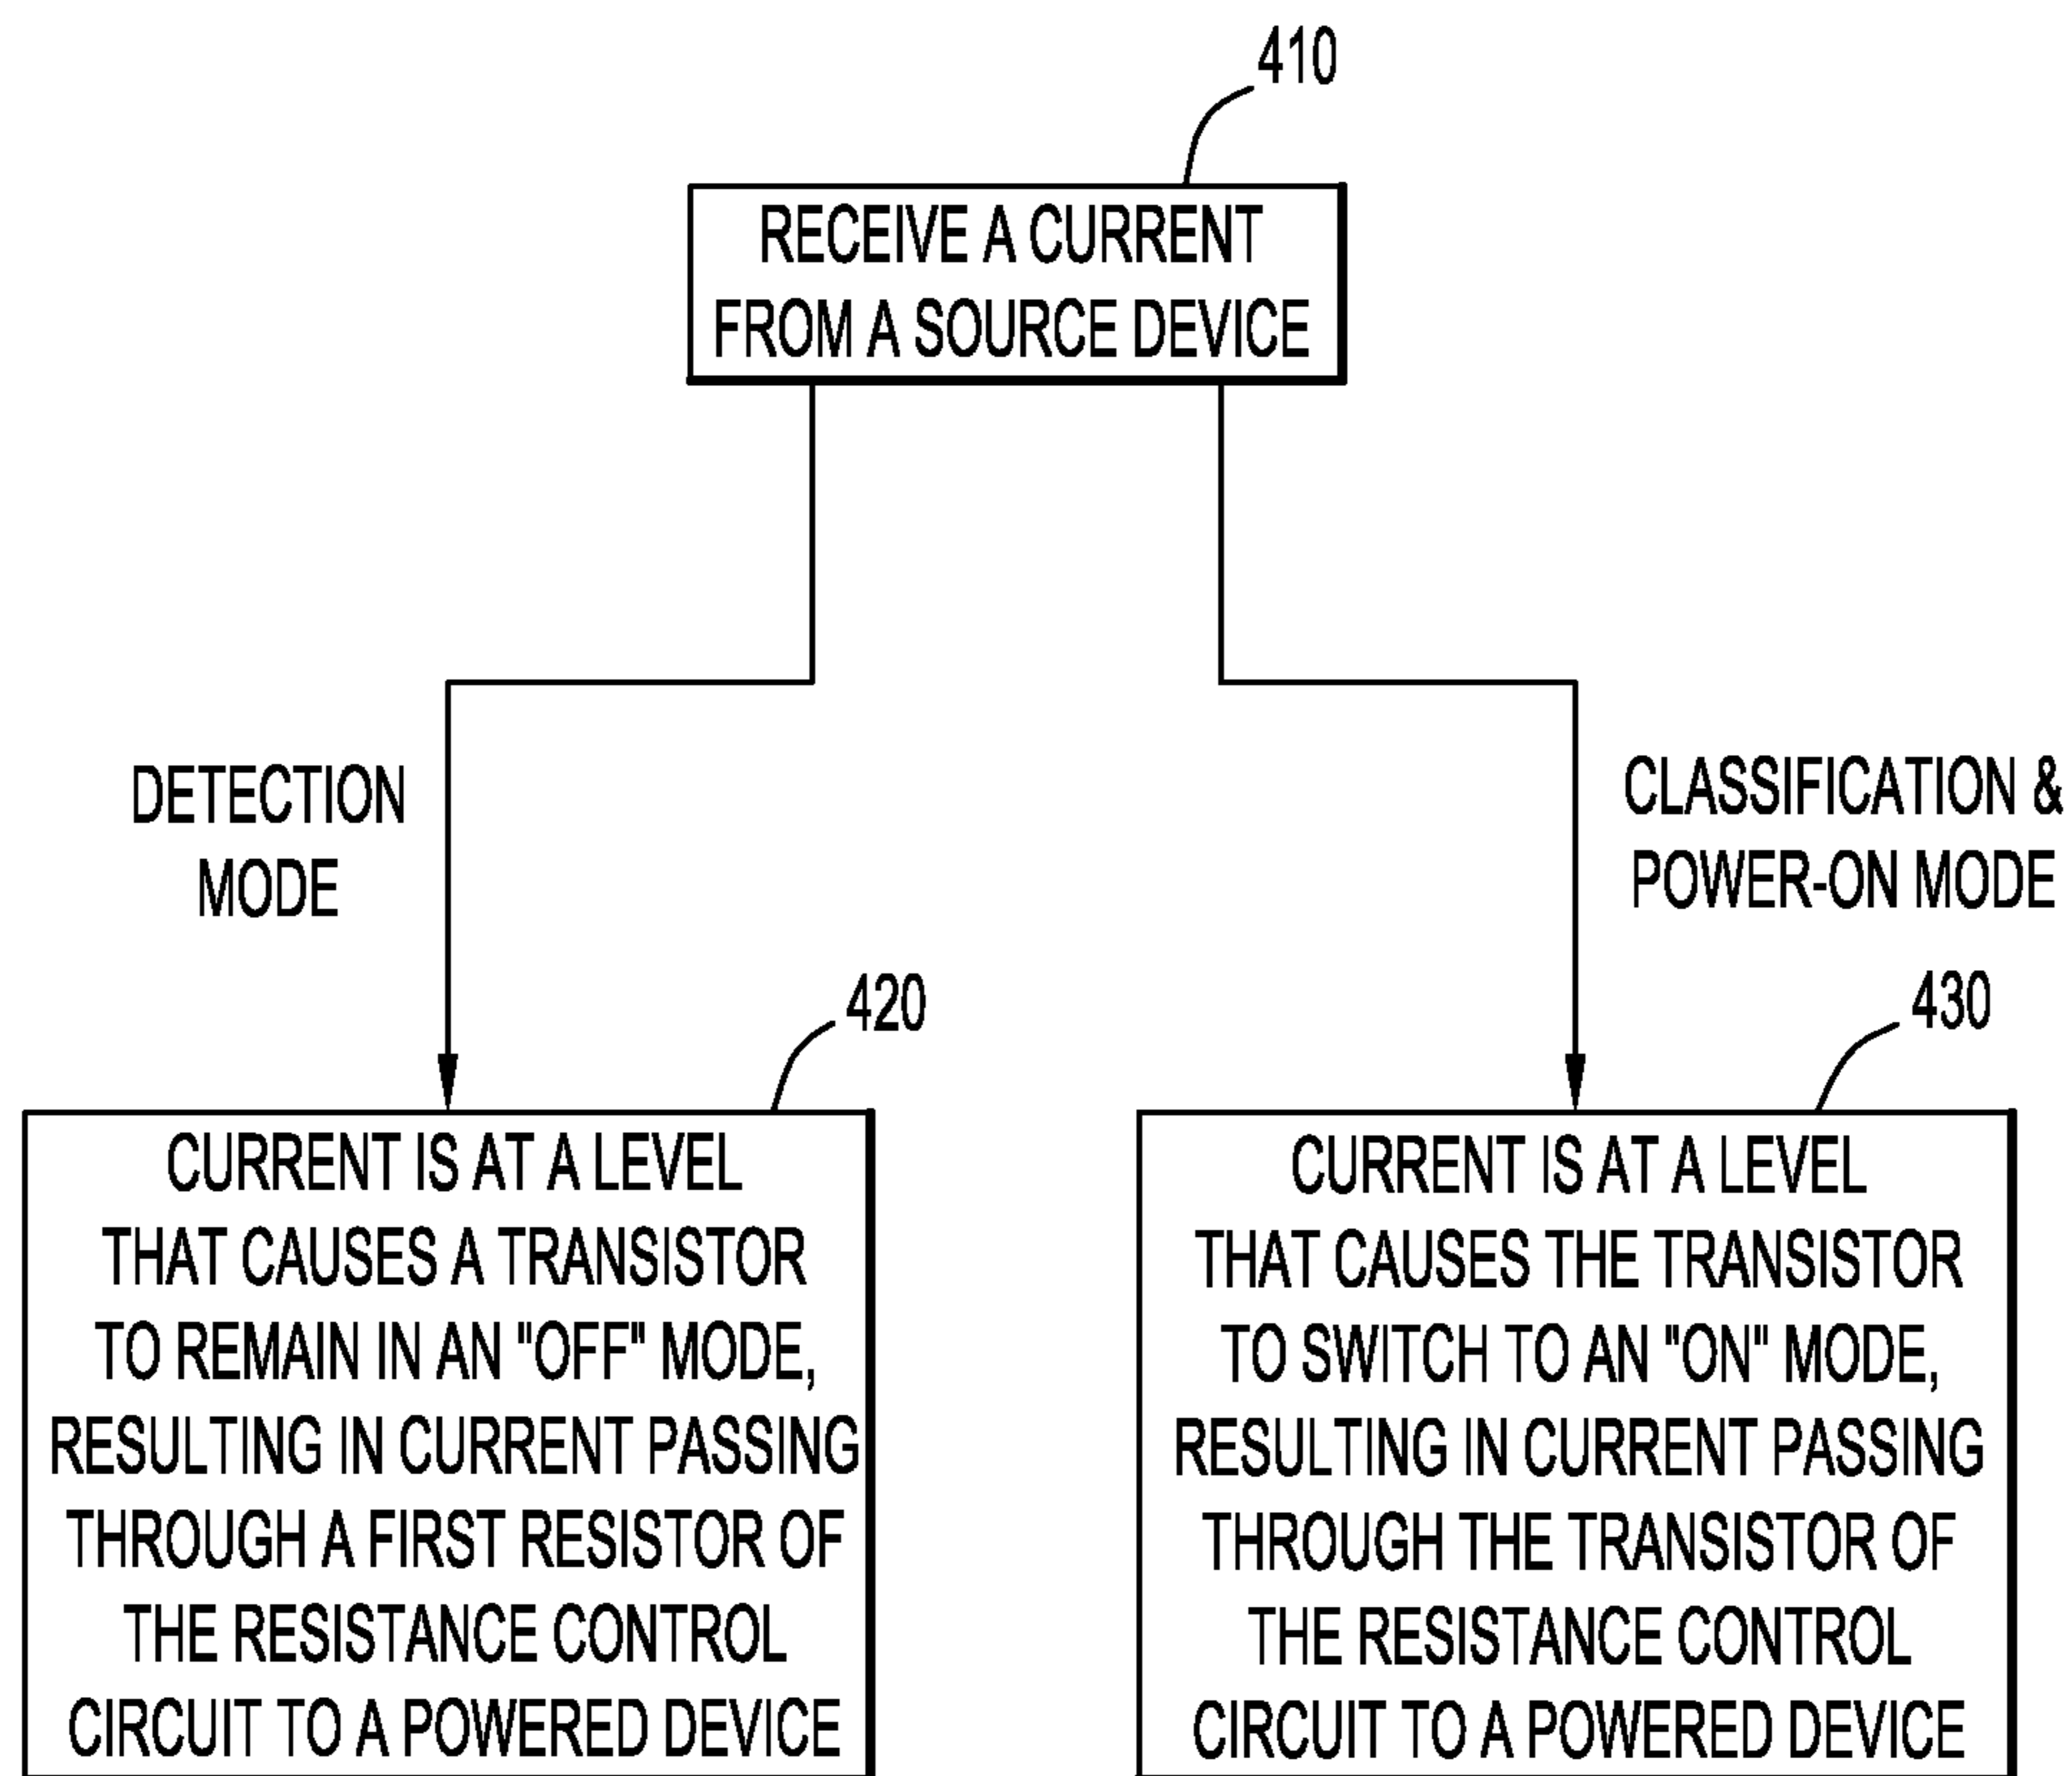 410
RECEIVE A CURRENT
FROM A SOURCE DEVICE
DETECTION
MODE
CLASSIFICATION &
POWER-ON MODE
420
CURRENT IS AT A LEVEL
THAT CAUSES A TRANSISTOR
TO REMAIN IN AN "OFF" MODE,
RESULTING IN CURRENT PASSING
THROUGH A FIRST RESISTOR OF
THE RESISTANCE CONTROL
CIRCUIT TO A POWERED DEVICE
430
CURRENT IS AT A LEVEL
THAT CAUSES THE TRANSISTOR
TO SWITCH TO AN "ON" MODE,
RESULTING IN CURRENT PASSING
THROUGH THE TRANSISTOR OF
THE RESISTANCE CONTROL
CIRCUIT TO A POWERED DEVICE